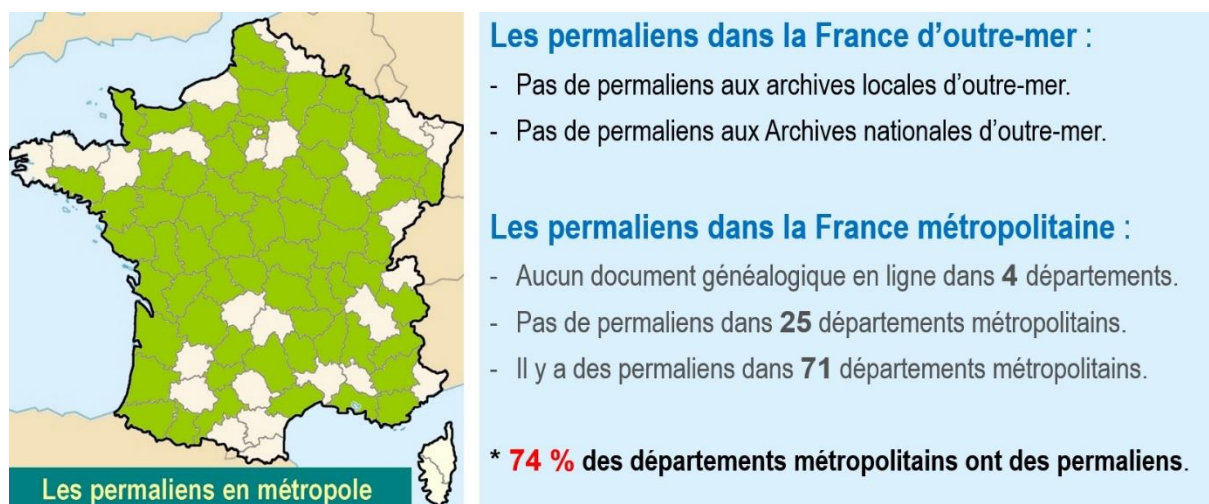 Les permaliens en métropole
Les permaliens dans la France d’outre-mer :
- Pas de permaliens aux archives locales d’outre-mer.
- Pas de permaliens aux Archives nationales d’outre-mer.
Les permaliens dans la France métropolitaine :
- Aucun document généalogique en ligne dans 4 départements.
- Pas de permaliens dans 25 départements métropolitains.
- Il y a des permaliens dans 71 départements métropolitains.
* 74 % des départements métropolitains ont des permaliens.